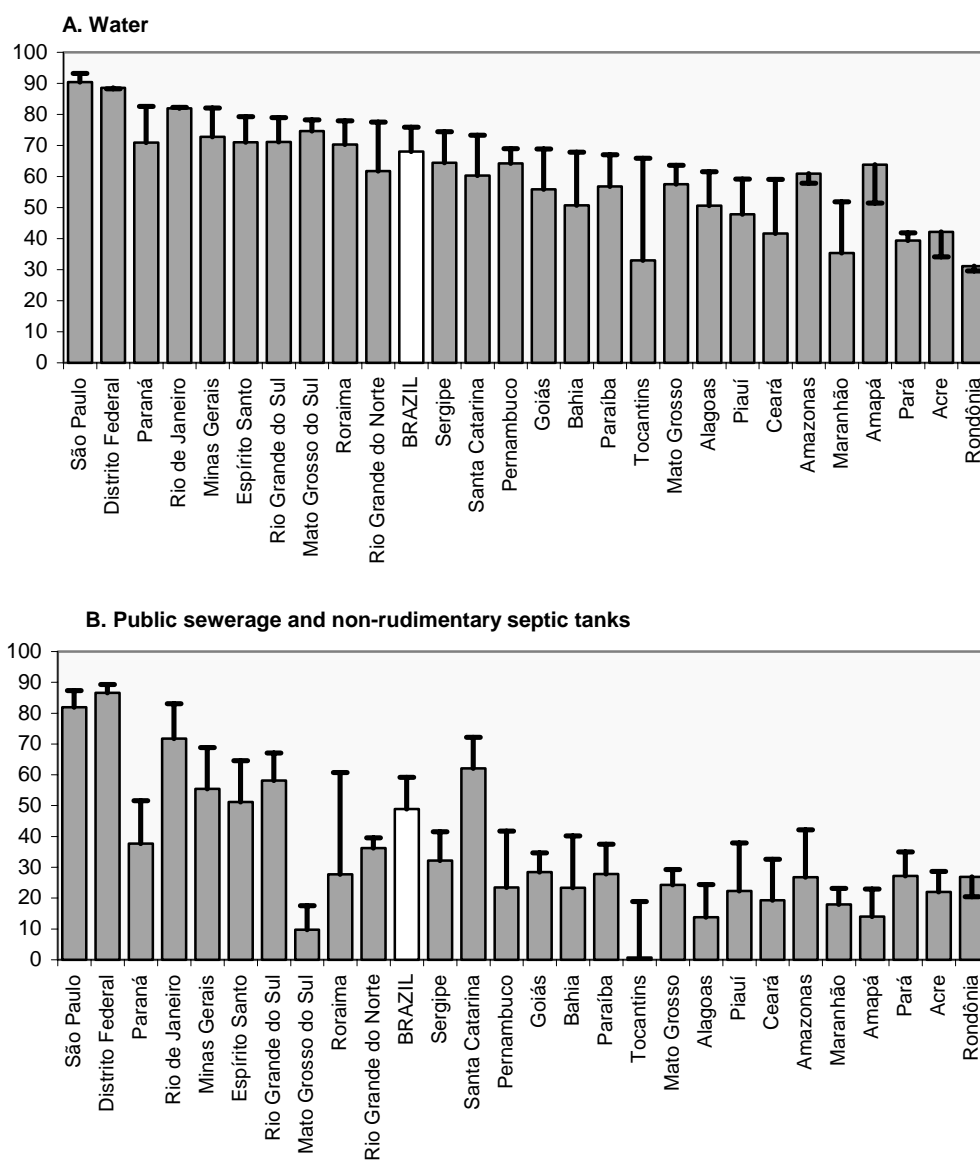 A. Water
100
90
80
70
60
50
40
30
20
10
0
São Paulo
Distrito Federal
Paraná
Rio de Janeiro
Minas Gerais
Espírito Santo
Rio Grande do Sul
Mato Grosso do Sul
Roraima
Rio Grande do Norte
BRAZIL
Sergipe
Santa Catarina
Pernambuco
Goiás
Bahia
Paraíba
Tocantins
Mato Grosso
Alagoas
Piauí
Ceará
Amazonas
Maranhão
Amapá
Pará
Acre
Rondônia
B. Public sewerage and non-rudimentary septic tanks
100
90
80
70
60
50
40
30
20
10
0
São Paulo
Distrito Federal
Paraná
Rio de Janeiro
Minas Gerais
Espírito Santo
Rio Grande do Sul
Mato Grosso do Sul
Roraima
Rio Grande do Norte
BRAZIL
Sergipe
Santa Catarina
Pernambuco
Goiás
Bahia
Paraíba
Tocantins
Mato Grosso
Alagoas
Piauí
Ceará
Amazonas
Maranhão
Amapá
Pará
Acre
Rondônia